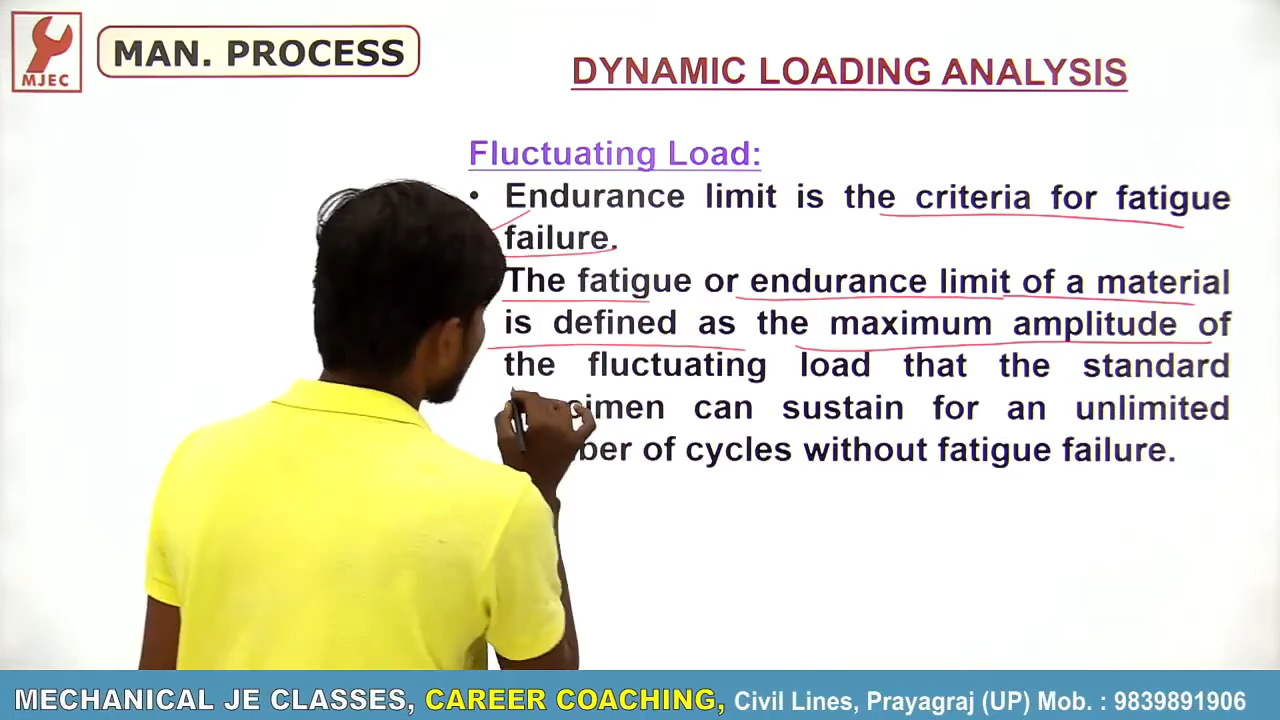 MJEC
MAN. PROCESS
DYNAMIC LOADING ANALYSIS
Fluctuating Load:
• Endurance limit is the criteria for fatigue
failure.
The fatigue or endurance limit of a material
is defined as the maximum amplitude of
the fluctuating load that the standard
can sustain for an unlimited
of cycles without fatigue failure.
MECHANICAL JE CLASSES, CAREER COACHING, Civil Lines, Prayagraj (UP) Mob. : 9839891906